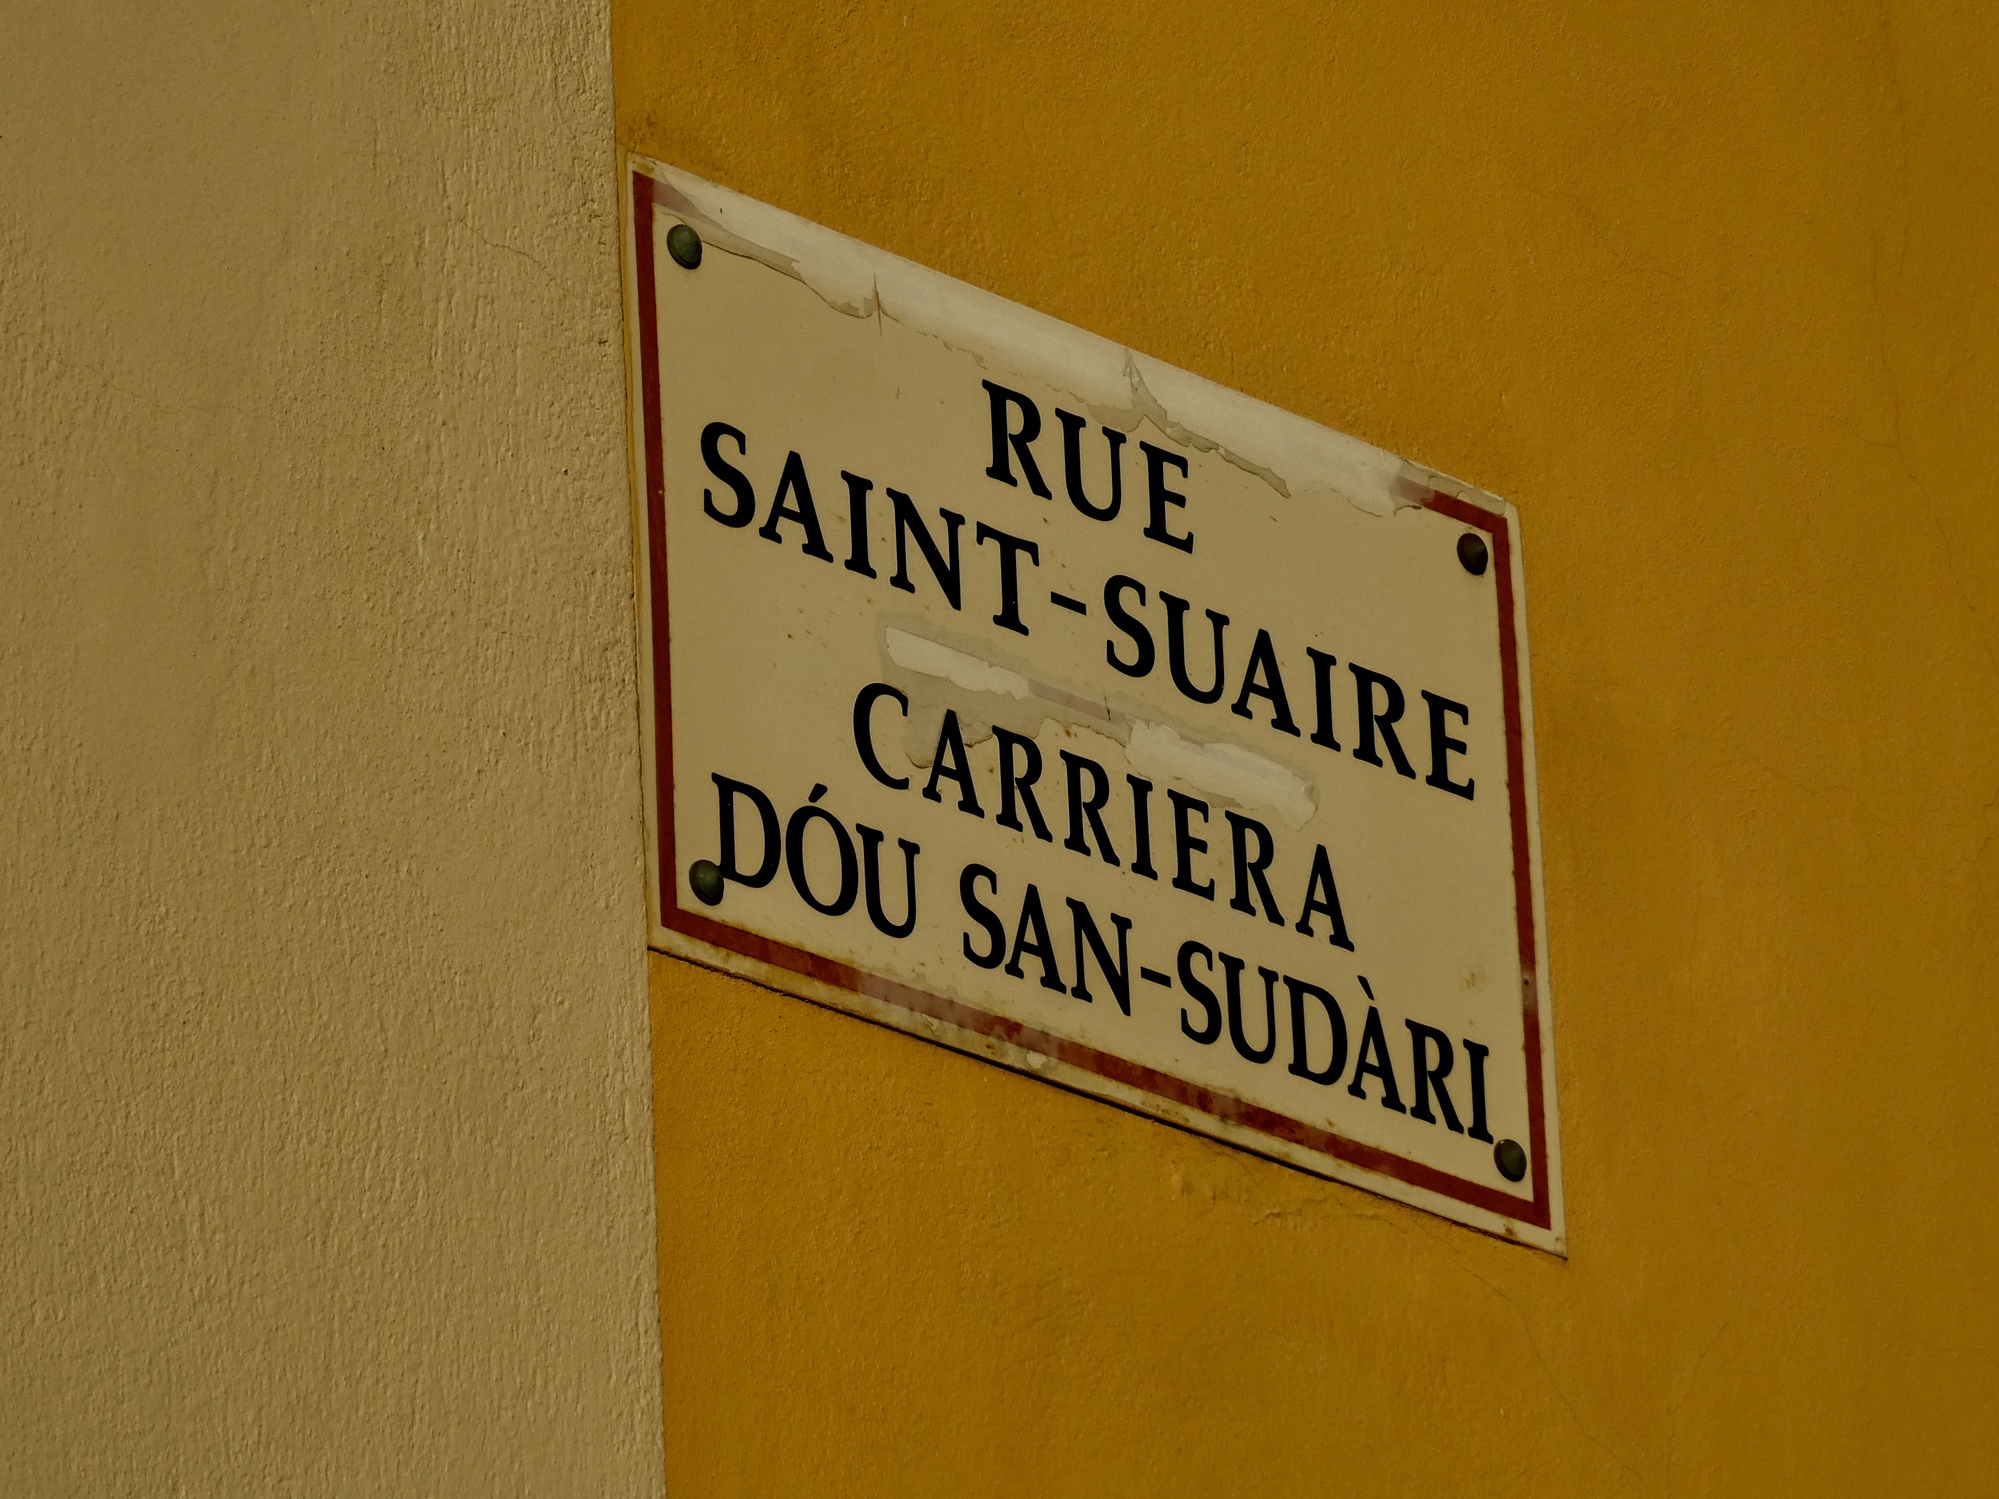 RUE
SAINT-SUAIRE
CARRIERA
DÓU SAN-SUDÀRI